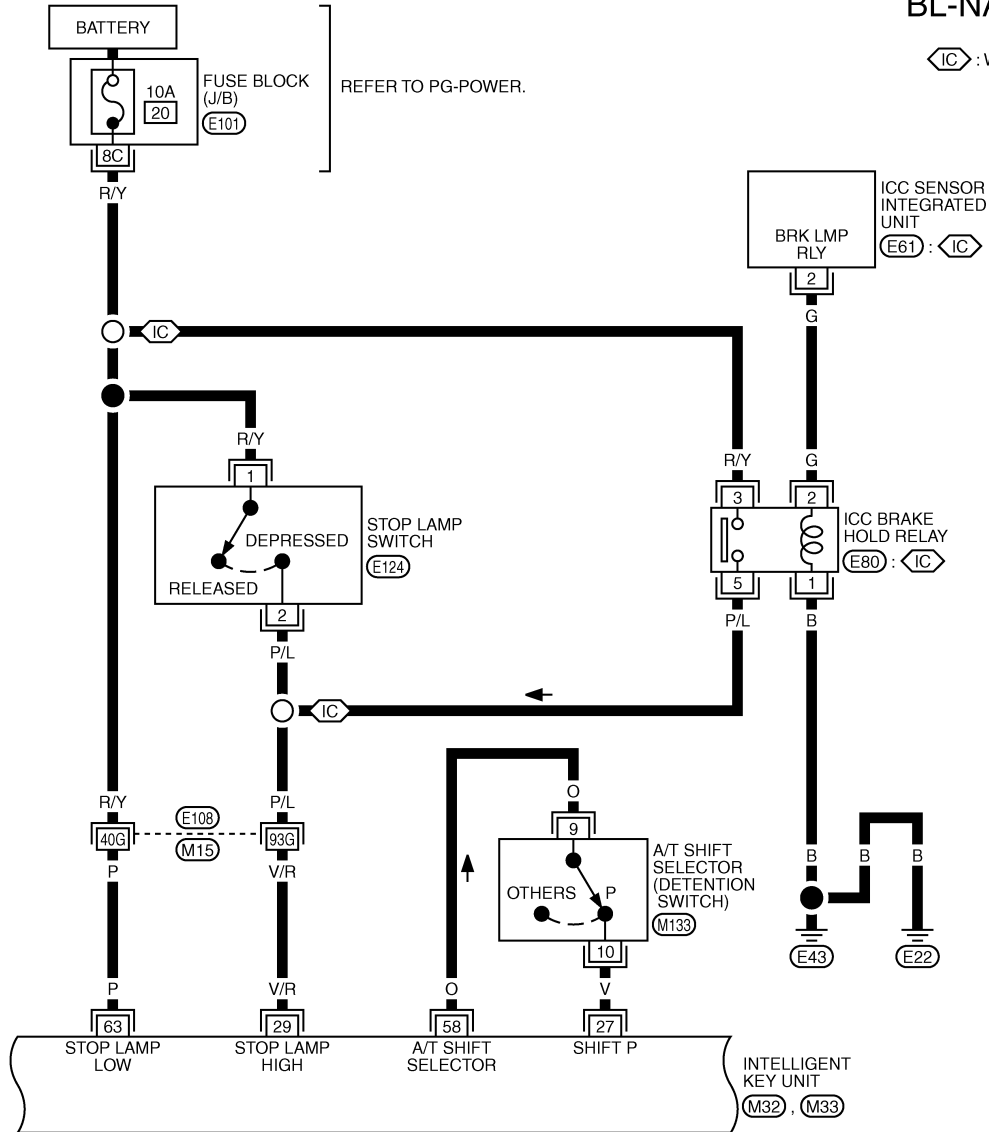 BL-NA
BATTERY
IC : W
10A
20
FUSE BLOCK
(J/B)
E101
REFER TO PG-POWER.
8C
R/Y
ICC SENSOR
INTEGRATED
UNIT
E61 : IC
BRK LMP
RLY
2
G
IC
R/Y
R/Y
G
1
3
2
STOP LAMP
SWITCH
E124
DEPRESSED
RELEASED
ICC BRAKE
HOLD RELAY
E80 : IC
2
5
1
P/L
P/L
B
IC
O
R/Y
P/L
E108
M15
40G
93G
9
P
V/R
A/T SHIFT
SELECTOR
(DETENTION
SWITCH)
M133
OTHERS
P
B
B
B
10
E43
E22
P
V/R
O
V
63
29
58
27
STOP LAMP
LOW
STOP LAMP
HIGH
A/T SHIFT
SELECTOR
SHIFT P
INTELLIGENT
KEY UNIT
M32 , M33